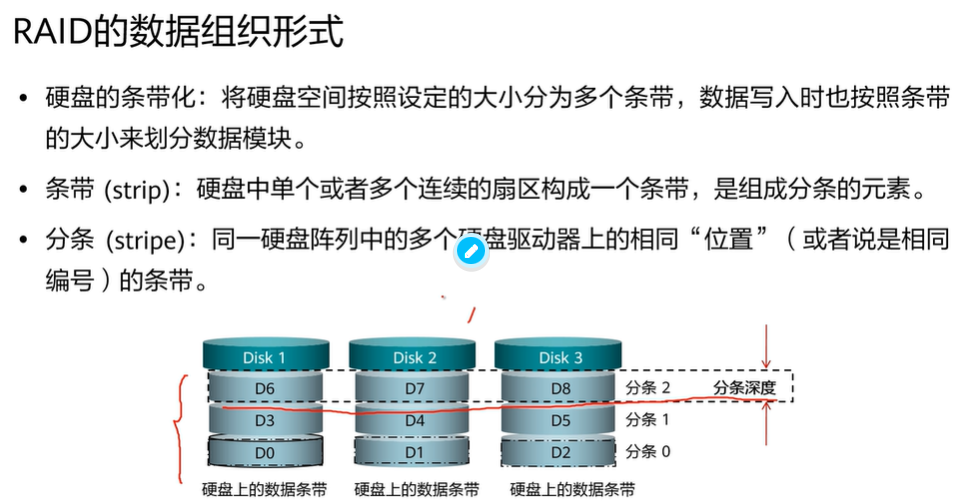 RAID的数据组织形式
• 硬盘的条带化：将硬盘空间按照设定的大小分为多个条带，数据写入时也按照条带
的大小来划分数据模块。
• 条带 (strip)：硬盘中单个或者多个连续的扇区构成一个条带，是组成分条的元素。
• 分条 (stripe)：同一硬盘阵列中的多个硬盘驱动器上的相同“位置”（或者说是相同
编号）的条带。
Disk 1 Disk 2 Disk 3
D6 D7 D8 分条 2 分条深度
D3 D4 D5 分条 1
D0 D1 D2 分条 0
硬盘上的数据条带 硬盘上的数据条带 硬盘上的数据条带